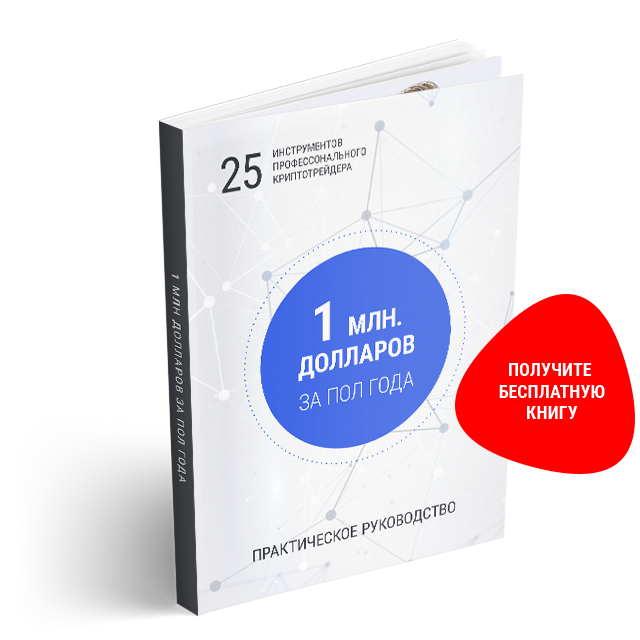 25
ИНСТРУМЕНТОВ
ПРОФЕССОНАЛЬНОГО
КРИПТОТРЕЙДЕРА
1 МЛН.
ДОЛЛАРОВ
ЗА ПОЛ ГОДА
ПРАКТИЧЕСКОЕ РУКОВОДСТВО
1 МЛН ДОЛЛАРОВ ЗА ПОЛ ГОДА
ПОЛУЧИТЕ
БЕСПЛАТНУЮ
КНИГУ